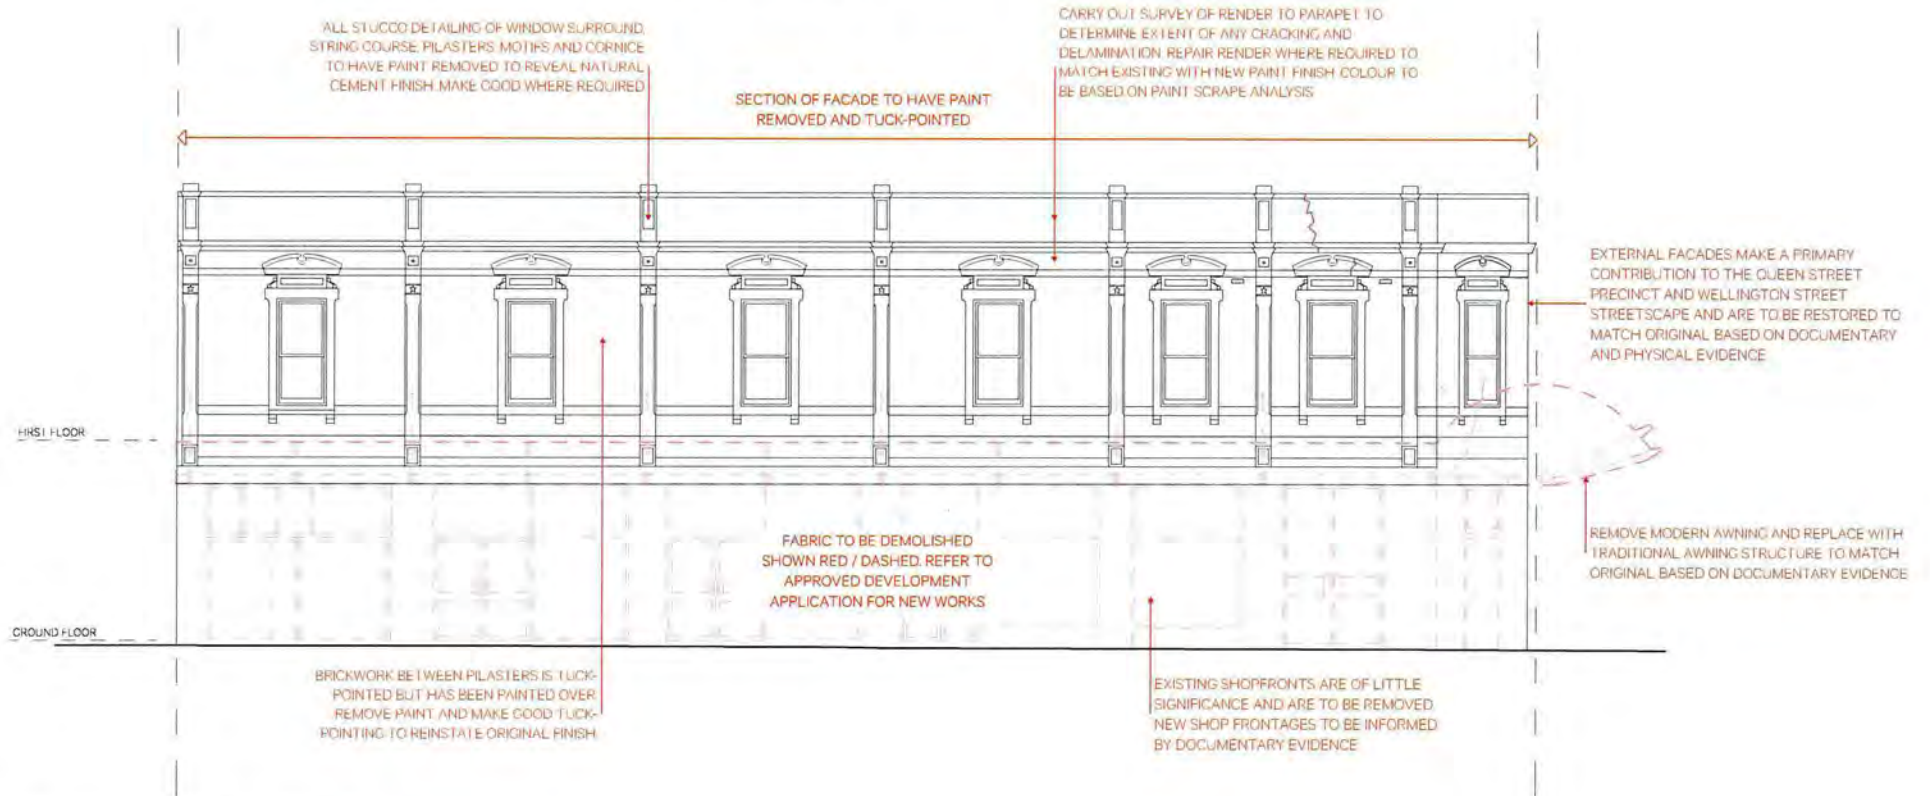 ALL STUCCO DETAILING OF WINDOW SURROUND,
STRING COURSE, PILASTERS, MOTIFS AND CORNICE
TO HAVE PAINT REMOVED TO REVEAL NATURAL
CEMENT FINISH. MAKE GOOD WHERE REQUIRED
CARRY OUT SURVEY OF RENDER TO PARAPET TO
DETERMINE EXTENT OF ANY CRACKING AND
DELAMINATION. REPAIR RENDER WHERE REQUIRED TO
MATCH EXISTING WITH NEW PAINT FINISH. COLOUR TO
BE BASED ON PAINT SCRAPE ANALYSIS
SECTION OF FACADE TO HAVE PAINT
REMOVED AND TUCK-POINTED
EXTERNAL FACADES MAKE A PRIMARY
CONTRIBUTION TO THE QUEEN STREET
PRECINCT AND WELLINGTON STREET
STREETSCAPE AND ARE TO BE RESTORED TO
MATCH ORIGINAL BASED ON DOCUMENTARY
AND PHYSICAL EVIDENCE
FIRST FLOOR
REMOVE MODERN AWNING AND REPLACE WITH
TRADITIONAL AWNING STRUCTURE TO MATCH
ORIGINAL BASED ON DOCUMENTARY EVIDENCE
FABRIC TO BE DEMOLISHED
SHOWN RED / DASHED. REFER TO
APPROVED DEVELOPMENT
APPLICATION FOR NEW WORKS
GROUND FLOOR
BRICKWORK BETWEEN PILASTERS IS TUCK-
POINTED BUT HAS BEEN PAINTED OVER.
REMOVE PAINT AND MAKE GOOD TUCK-
POINTING TO REINSTATE ORIGINAL FINISH
EXISTING SHOPFRONTS ARE OF LITTLE
SIGNIFICANCE AND ARE TO BE REMOVED.
NEW SHOP FRONTAGES TO BE INFORMED
BY DOCUMENTARY EVIDENCE